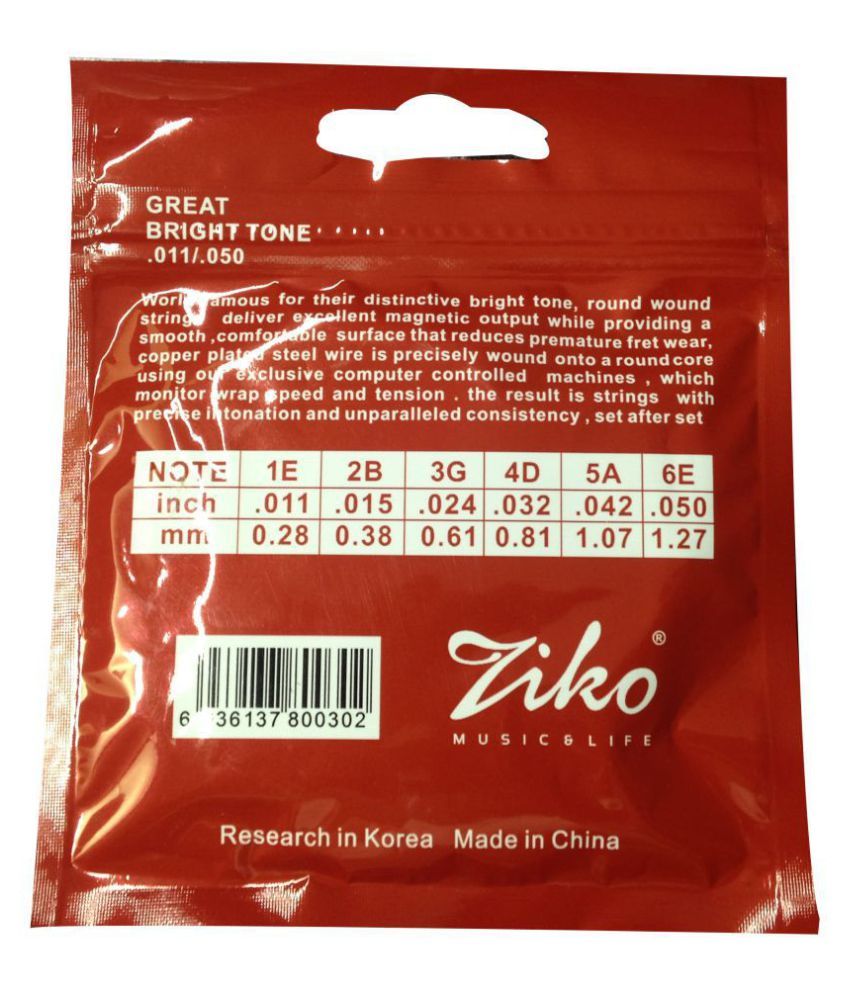 GREAT
BRIGHT TONE
.011/.050
World famous for their distinctive bright tone, round wound
strings deliver excellent magnetic output while providing a
smooth ,comfortable surface that reduces premature fret wear,
copper plated steel wire is precisely wound onto a round core
using our exclusive computer controlled machines , which
monitor wrap speed and tension . the result is strings with
precise intonation and unparalleled consistency , set after set
NOTE 1E 2B 3G 4D 5A 6E
inch .011 .015 .024 .032 .042 .050
mm 0.28 0.38 0.61 0.81 1.07 1.27
Ziko ®
MUSIC & LIFE
800302
Research in Korea Made in China